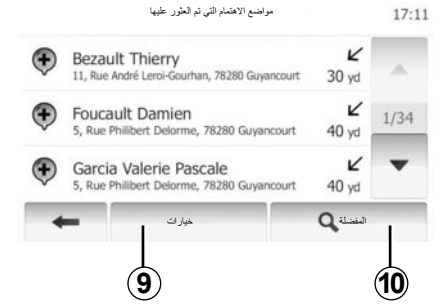 مواضع الاهتمام التي تم العثور عليها
17:11
Bezault Thierry
11, Rue André Leroi-Gourhan, 78280 Guyancourt
30 yd
Foucault Damien
5, Rue Philibert Delorme, 78280 Guyancourt
40 yd
1/34
Garcia Valerie Pascale
5, Rue Philibert Delorme, 78280 Guyancourt
40 yd
خيارات
المفضلة
9
10